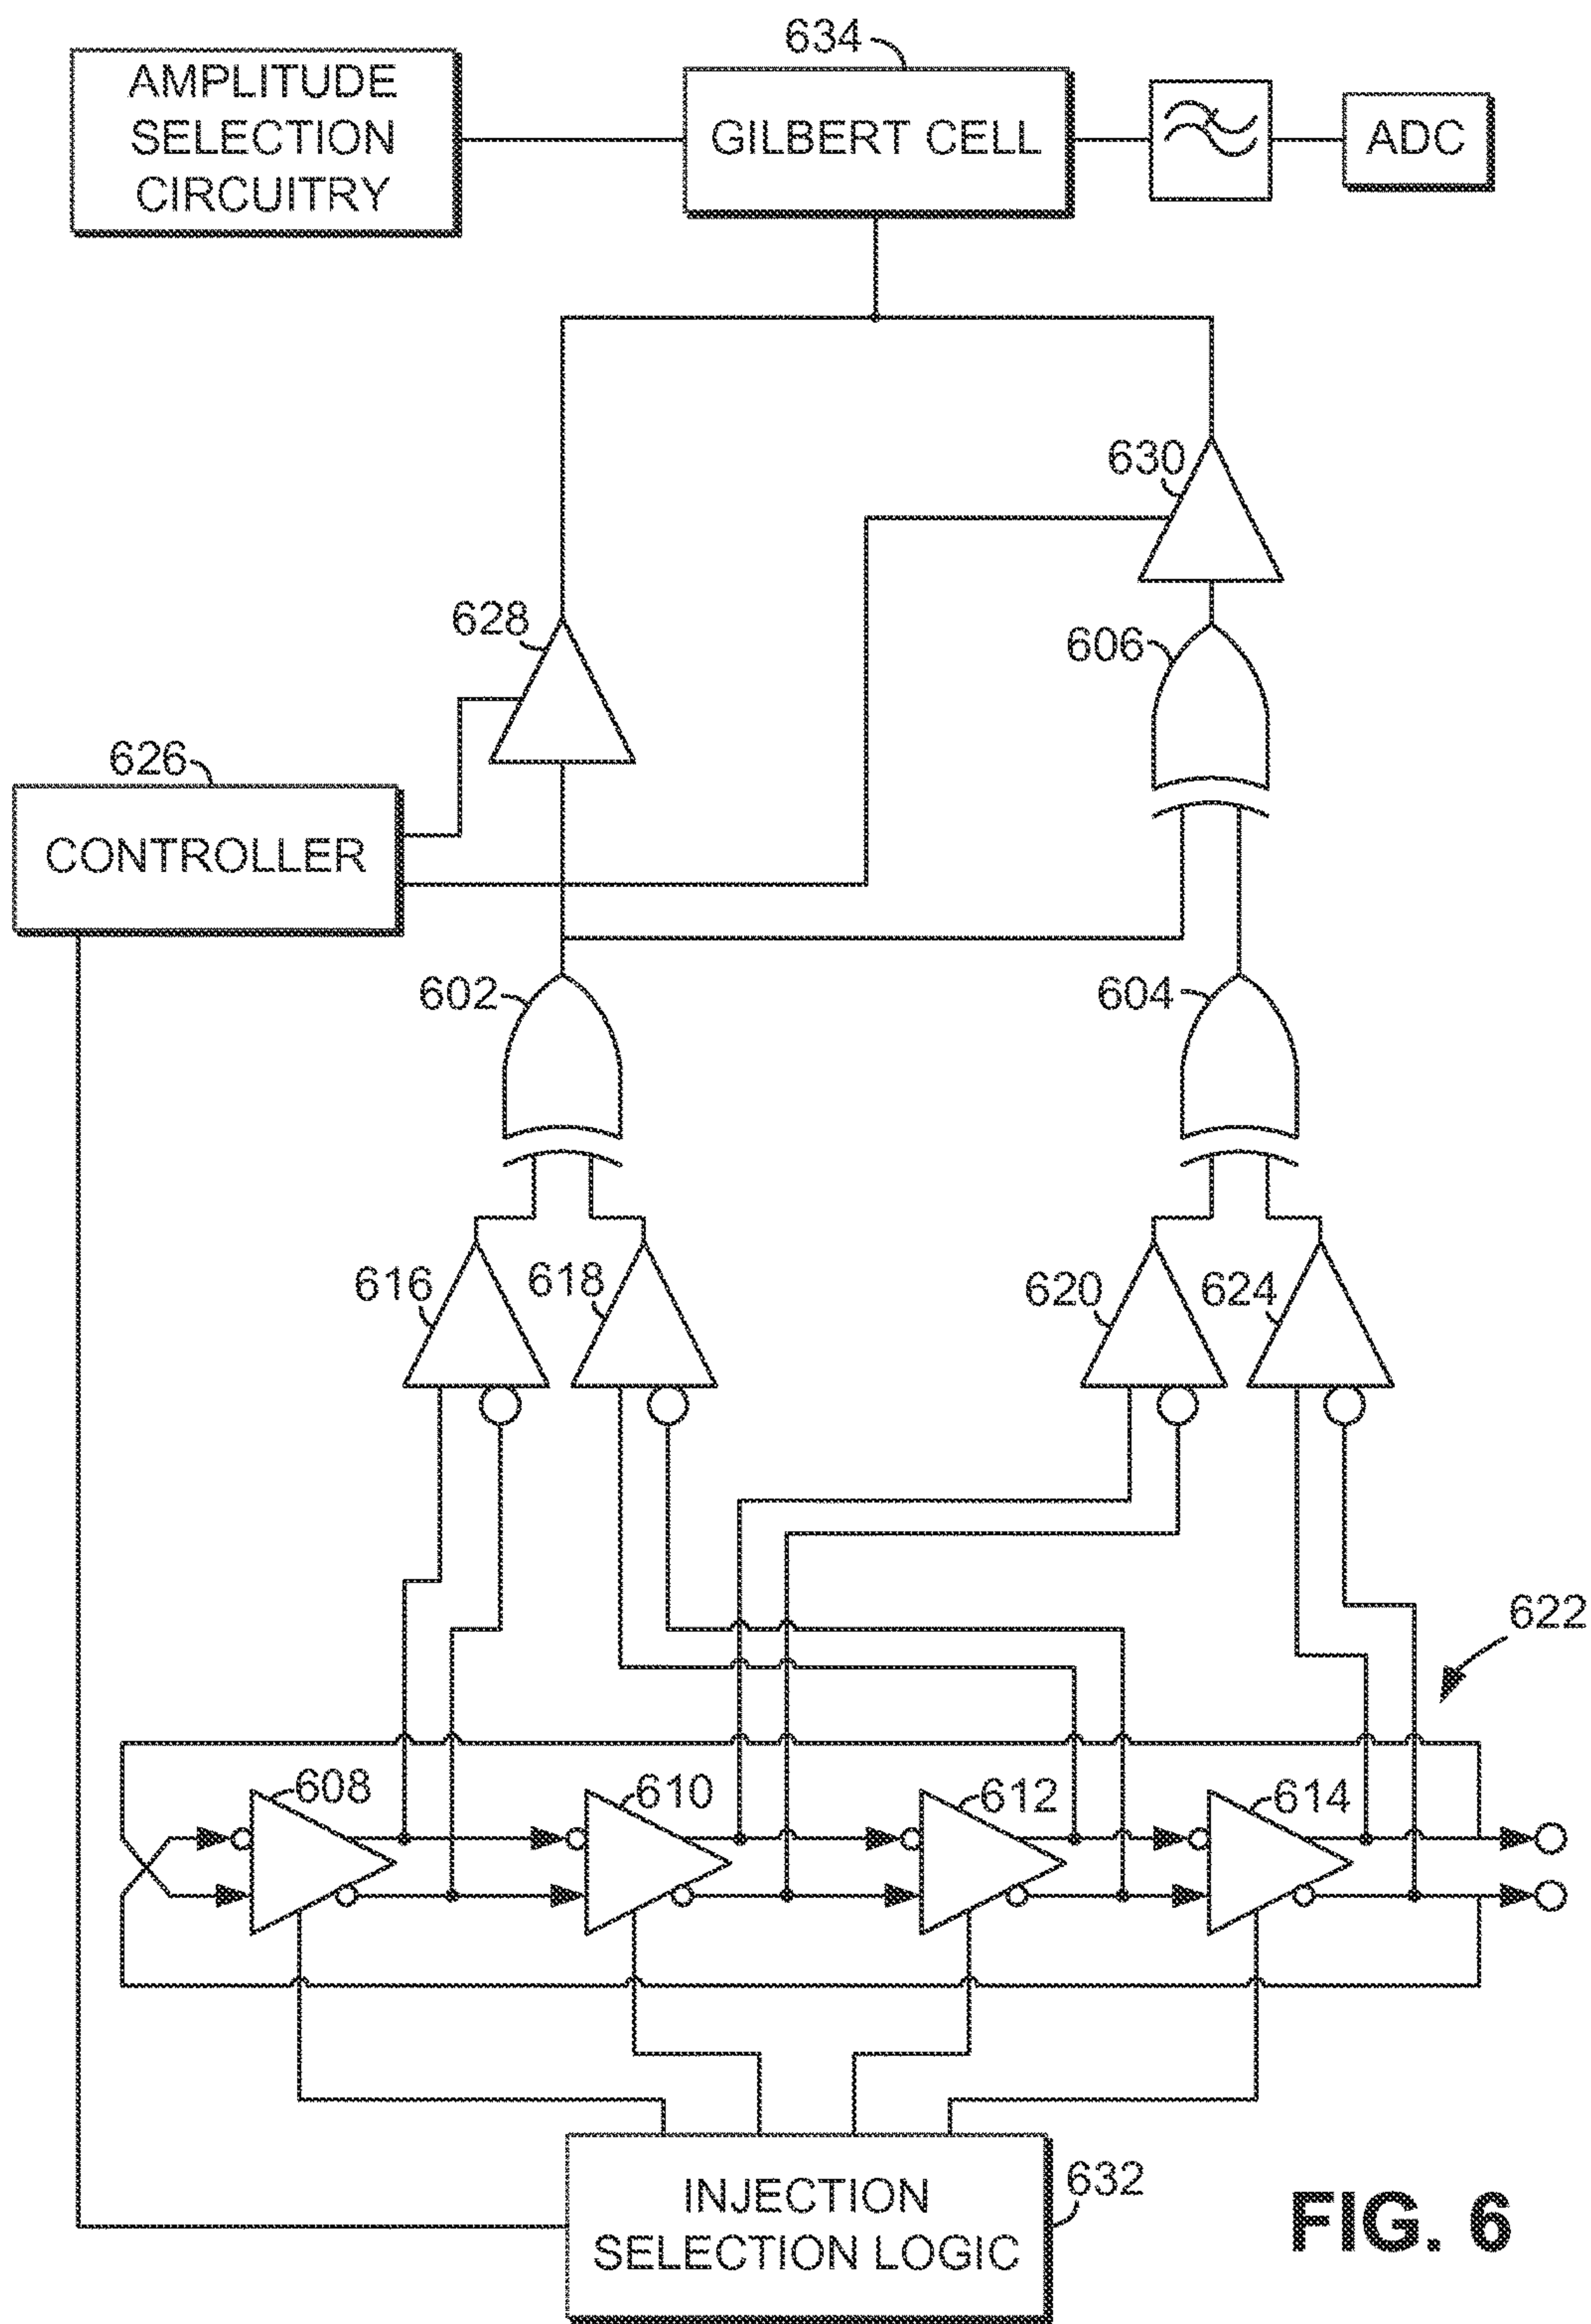 634
AMPLITUDE
SELECTION
CIRCUITRY
GILBERT CELL
ADC
630
628
606
626
CONTROLLER
602
604
616
618
620
624
622
608
610
612
614
INJECTION
SELECTION LOGIC
632
FIG. 6